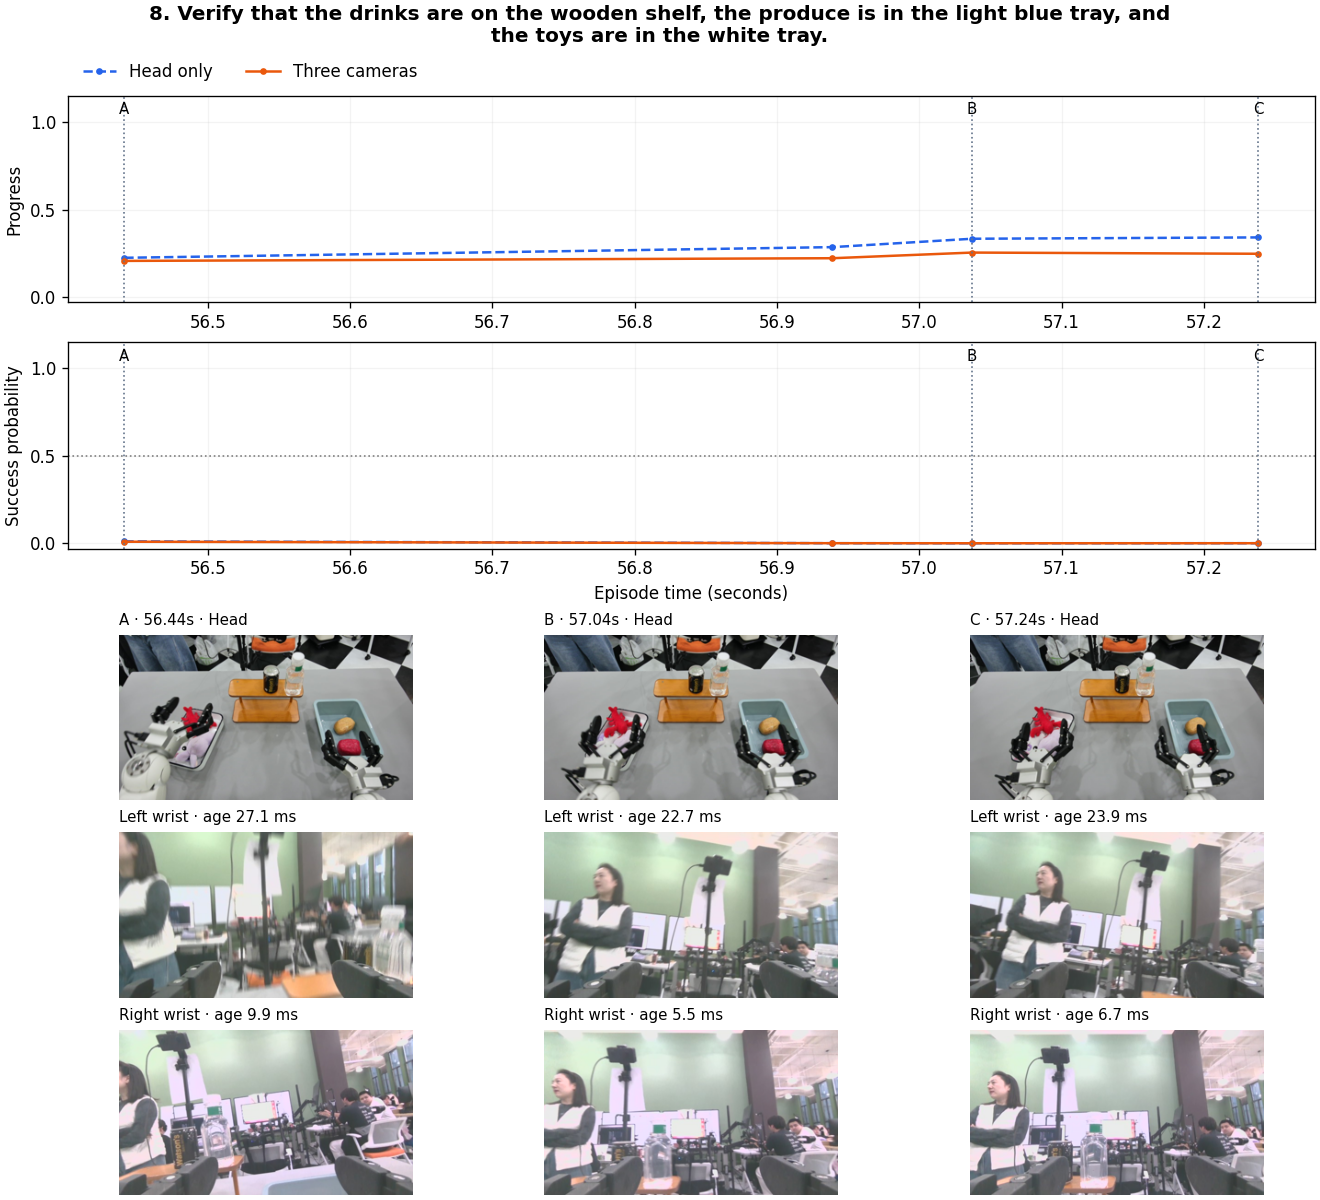 8. Verify that the drinks are on the wooden shelf, the produce is in the light blue tray, and
the toys are in the white tray.
Head only
Three cameras
A
B
C
1.0
0.5
0.0
Progress
56.5
56.6
56.7
56.8
56.9
57.0
57.1
57.2
A
B
C
1.0
0.5
0.0
Success probability
56.5
56.6
56.7
56.8
56.9
57.0
57.1
57.2
Episode time (seconds)
A · 56.44s · Head
B · 57.04s · Head
C · 57.24s · Head
Left wrist · age 27.1 ms
Left wrist · age 22.7 ms
Left wrist · age 23.9 ms
Right wrist · age 9.9 ms
Right wrist · age 5.5 ms
Right wrist · age 6.7 ms